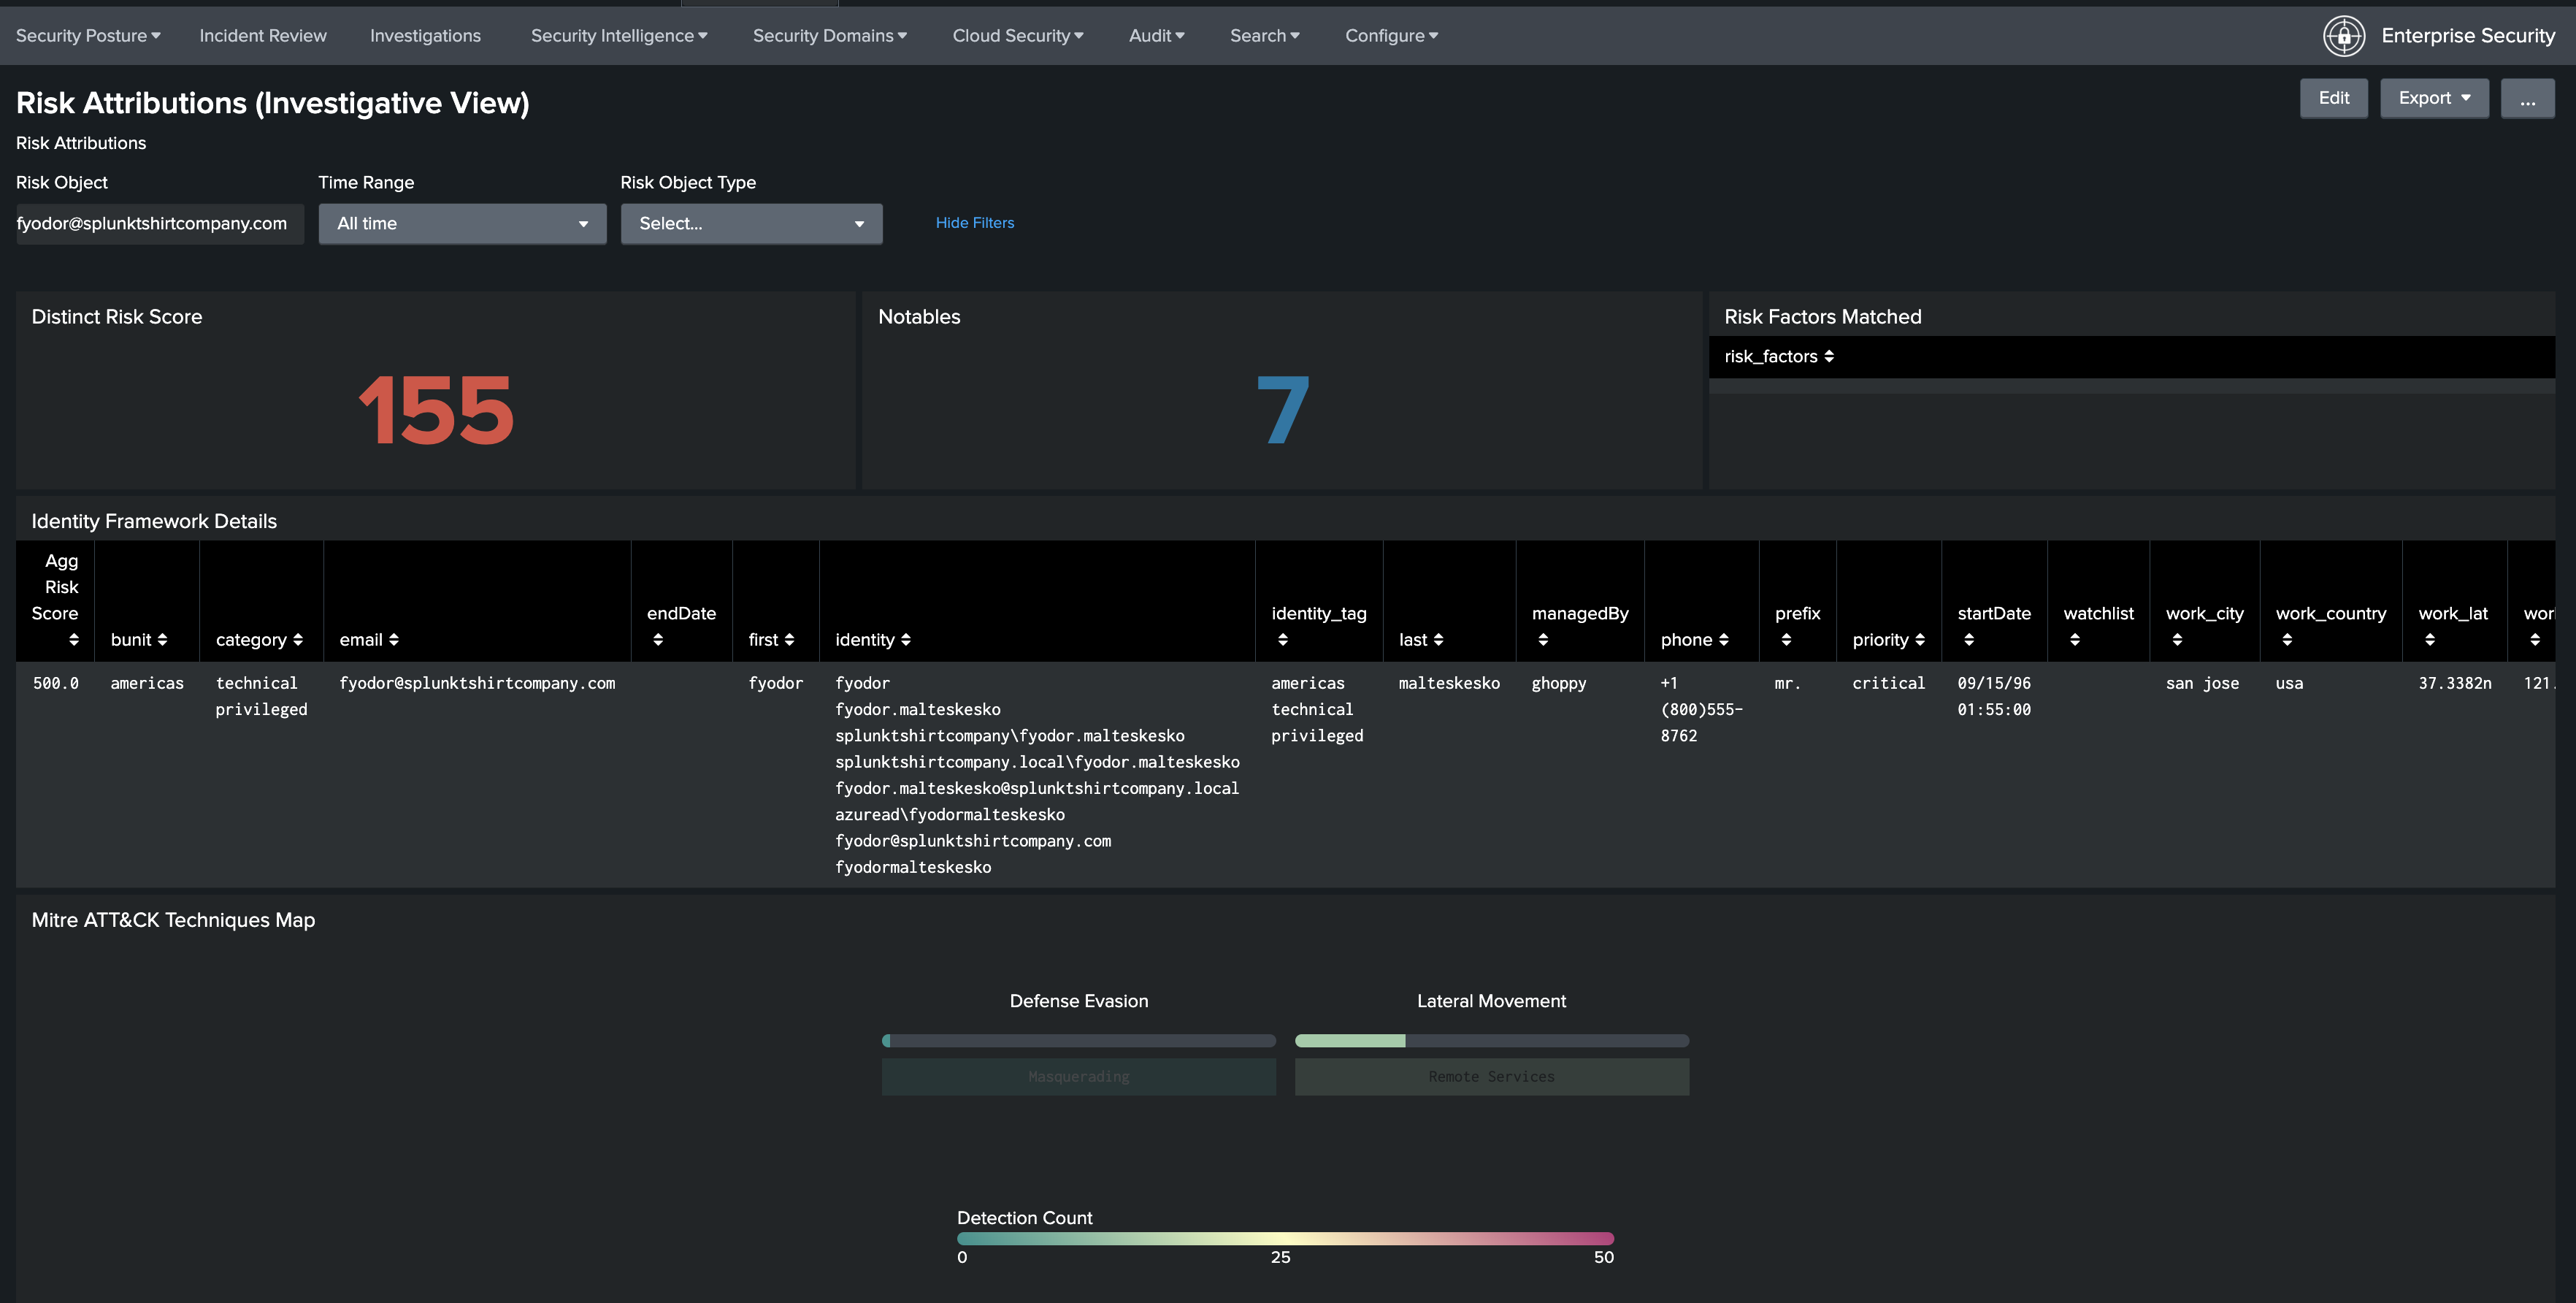 Security Posture Incident Review Investigations Security Intelligence Security Domains Cloud Security Audit Search Configure Enterprise Security
Risk Attributions (Investigative View)
Edit Export ...
Risk Attributions
Risk Object Time Range Risk Object Type
fyodor@splunktshirtcompany.com All time Select... Hide Filters
Distinct Risk Score Notables Risk Factors Matched
risk_factors
155 7
Identity Framework Details
Agg Risk Score bunit category email endDate first identity identity_tag last managedBy phone prefix priority startDate watchlist work_city work_country work_lat
500.0 americas technical fyodor@splunktshirtcompany.com fyodor fyodor americas malteskesko ghoppy +1 mr. critical 09/15/96 san jose usa 37.3382n 121.
privileged fyodor.malteskesko technical (800)555- 01:55:00
splunktshirtcompany\fyodor.malteskesko privileged 8762
splunktshirtcompany.local\fyodor.malteskesko
fyodor.malteskesko@splunktshirtcompany.local
azuread\fyodormalteskesko
fyodor@splunktshirtcompany.com
fyodormalteskesko
Mitre ATT&CK Techniques Map
Defense Evasion Lateral Movement
Masquerading Remote Services
Detection Count
0 25 50